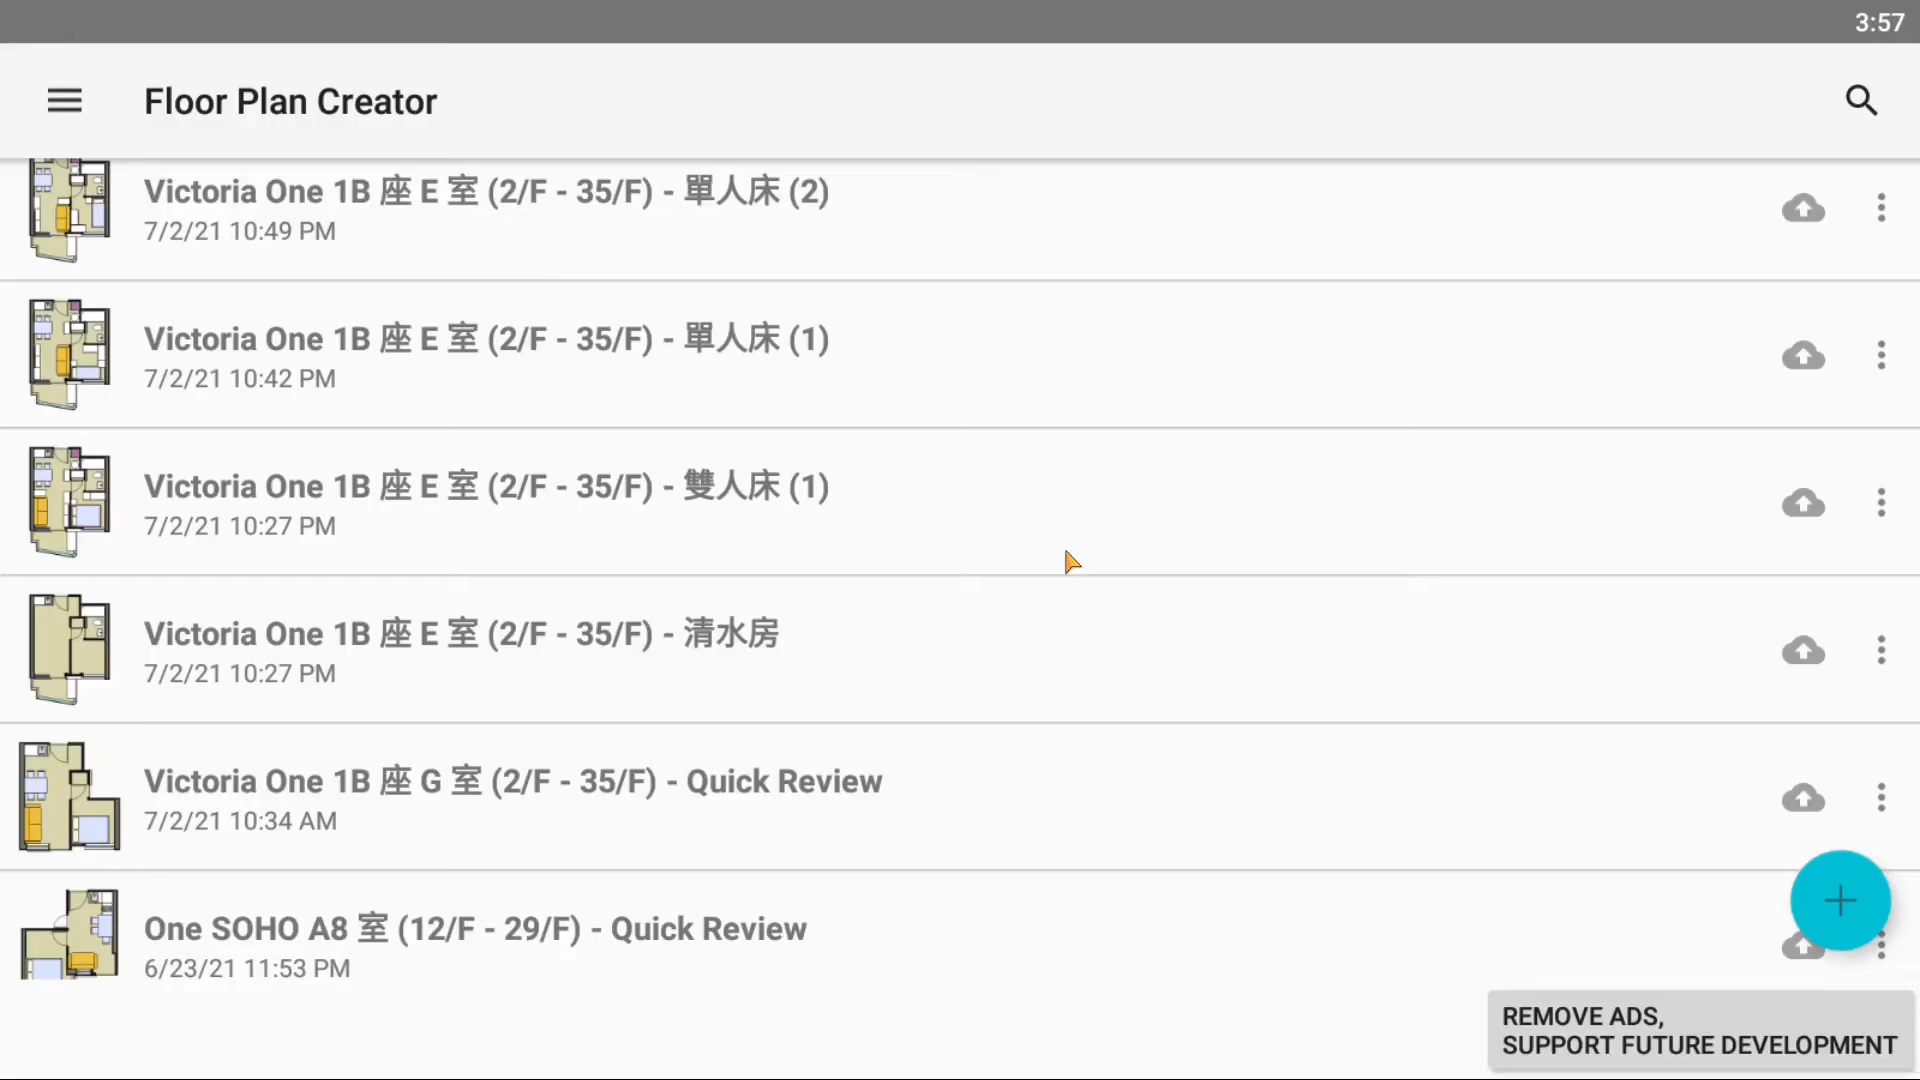 3:57
Floor Plan Creator
Victoria One 1B 座 E 室 (2/F - 35/F) - 單人床 (2)
7/2/21 10:49 PM
Victoria One 1B 座 E 室 (2/F - 35/F) - 單人床 (1)
7/2/21 10:42 PM
Victoria One 1B 座 E 室 (2/F - 35/F) - 雙人床 (1)
7/2/21 10:27 PM
Victoria One 1B 座 E 室 (2/F - 35/F) - 清水房
7/2/21 10:27 PM
Victoria One 1B 座 G 室 (2/F - 35/F) - Quick Review
7/2/21 10:34 AM
One SOHO A8 室 (12/F - 29/F) - Quick Review
6/23/21 11:53 PM
REMOVE ADS,
SUPPORT FUTURE DEVELOPMENT